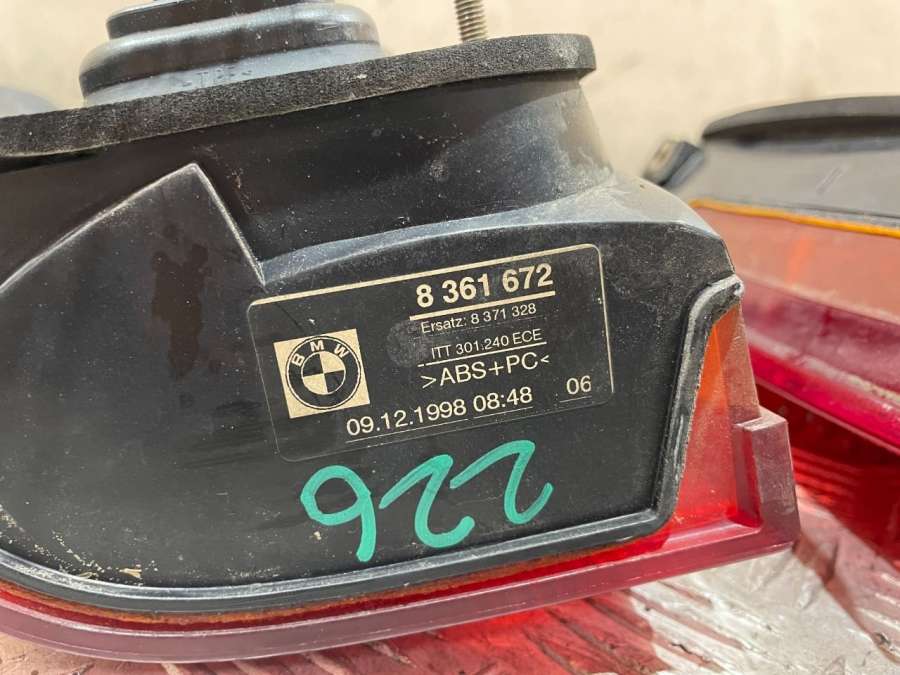 8 361 672
Ersatz: 8 371 328
ITT 301.240 ECE
>ABS+PC<
BMW
09.12.1998 08:48 06
922